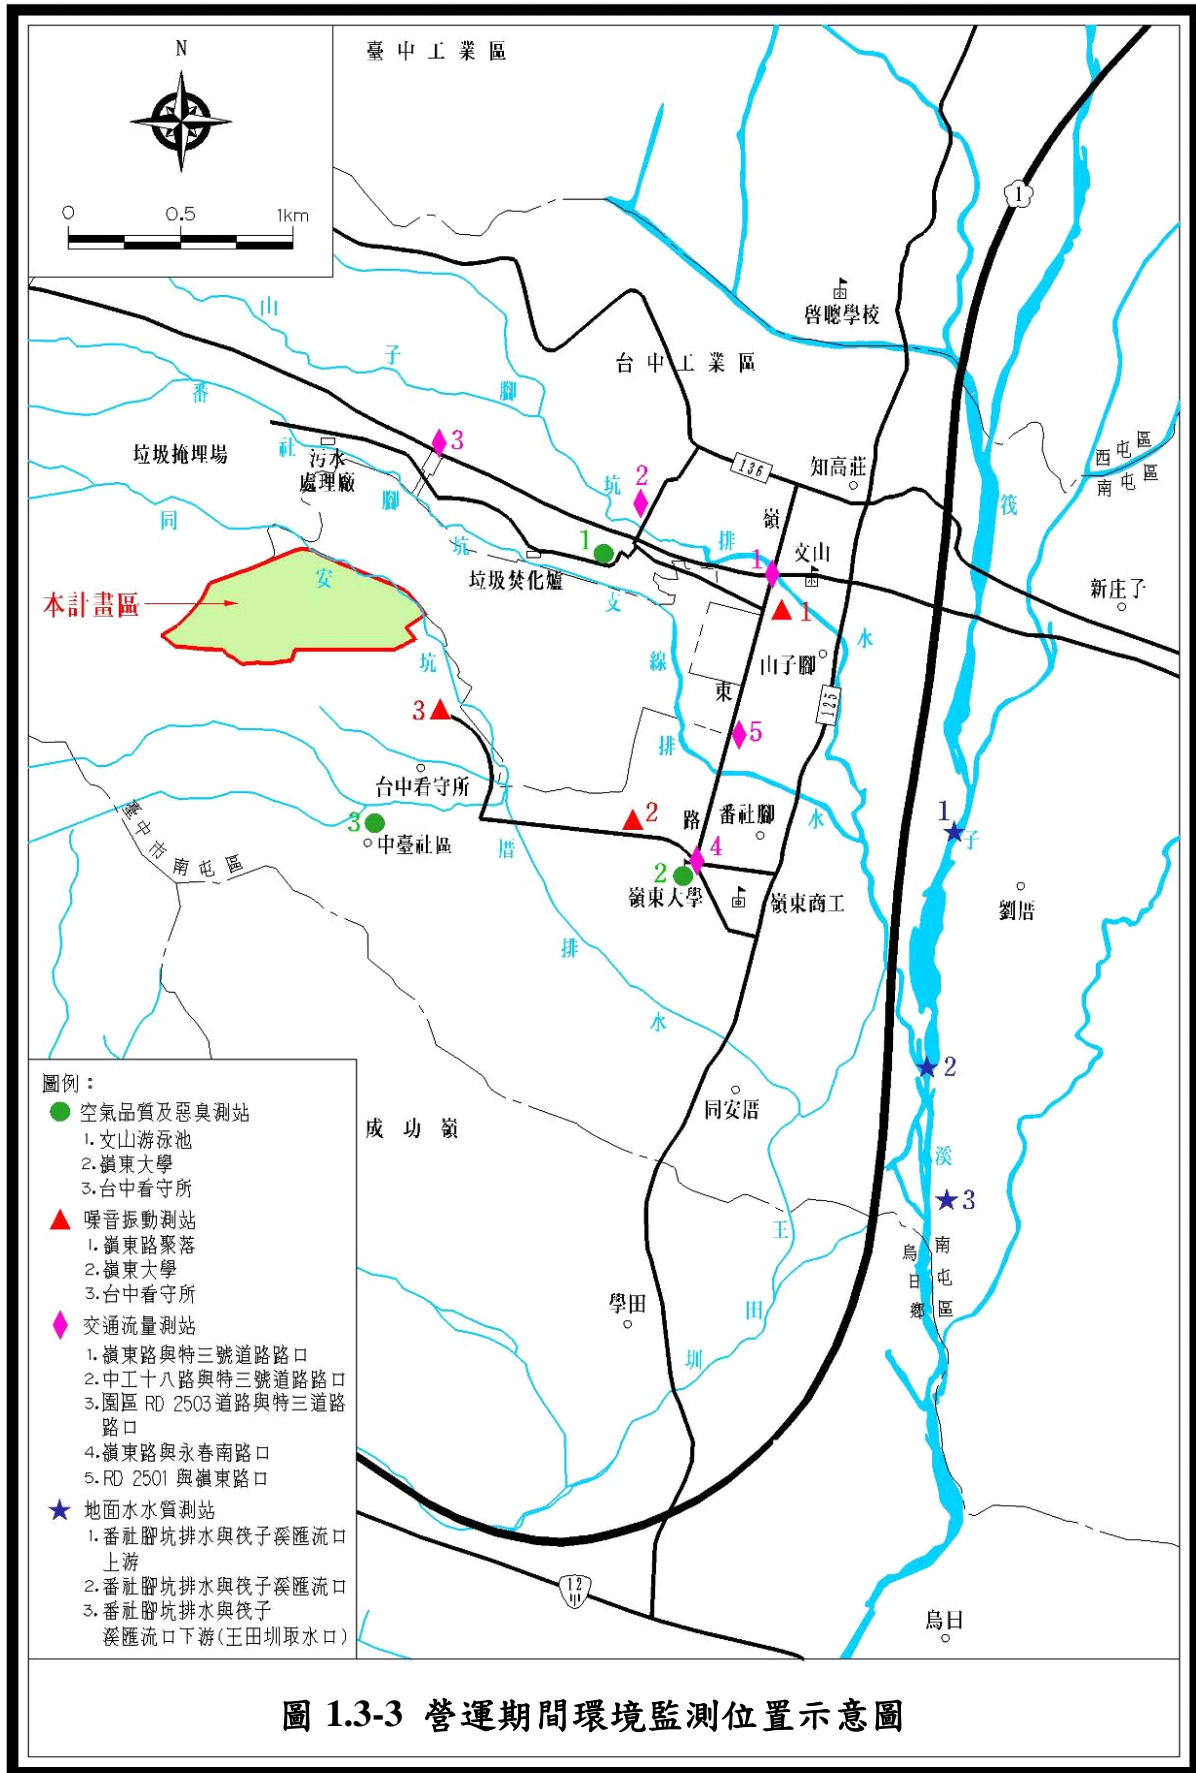 N
0 0.5 1km
臺中工業區
1
啓聰學校
台中工業區
山子腳坑排水
番社腳坑支線排水
同安坑厝排水
垃圾掩埋場
污水
處理廠
3
2
136
知高莊
西屯區
南屯區
筏子溪
嶺東路
1
垃圾焚化爐
1
文山
新庄子
本計畫區
1
山子腳
125
3
5
台中看守所
3
中臺社區
2
番社腳
1
4
2
嶺東大學
嶺東商工
劉厝
臺中市南屯區
2
同安厝
成功嶺
3
王田圳
烏日鄉
南屯區
學田
12甲
烏日
圖例：
空氣品質及惡臭測站
1.文山游泳池
2.嶺東大學
3.台中看守所
噪音振動測站
1.嶺東路聚落
2.嶺東大學
3.台中看守所
交通流量測站
1.嶺東路與特三號道路路口
2.中工十八路與特三號道路路口
3.園區 RD 2503道路與特三道路
路口
4.嶺東路與永春南路口
5.RD 2501 與嶺東路口
地面水水質測站
1.番社腳坑排水與筏子溪匯流口
上游
2.番社腳坑排水與筏子溪匯流口
3.番社腳坑排水與筏子
溪匯流口下游(王田圳取水口)
圖 1.3-3 營運期間環境監測位置示意圖